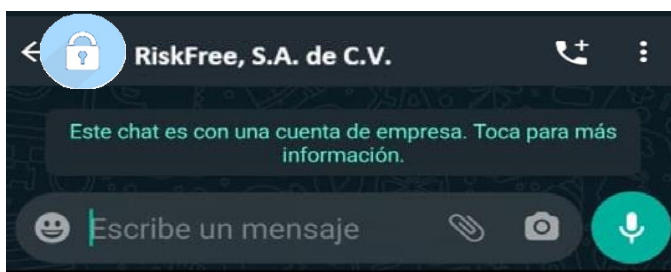 RiskFree, S.A. de C.V.
Este chat es con una cuenta de empresa. Toca para más
información.
Escribe un mensaje